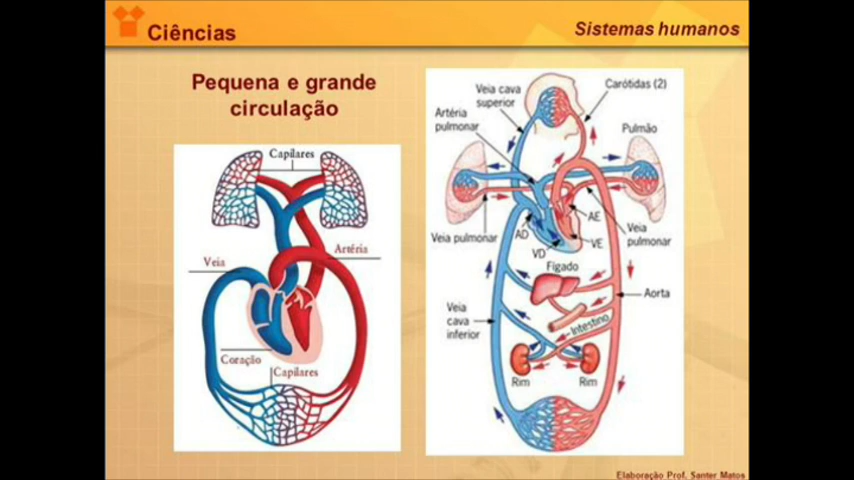 Ciências
Sistemas humanos
Pequena e grande
circulação
Capilares
Artéria
Veia
Coração
Capilares
Veia cava
superior
Carótidas (2)
Artéria
pulmonar
Pulmão
Veia pulmonar
AD
VD
AE
VE
Veia
pulmonar
Fígado
Aorta
Veia
cava
inferior
Intestino
Rim
Rim
Elaboração Prof. Santer Matos